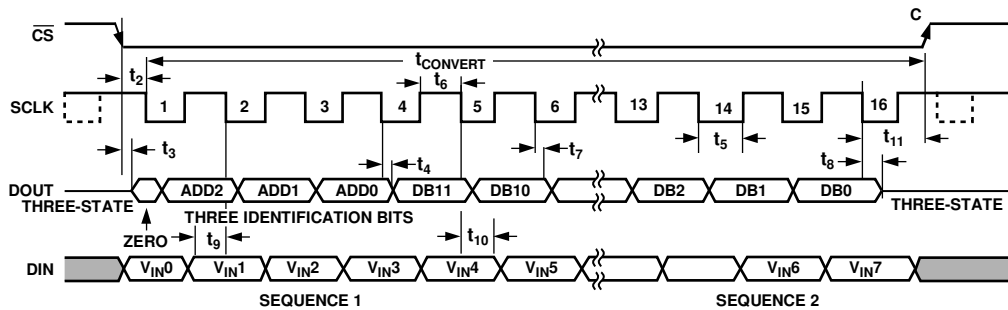 C
CS
tCONVERT
t2
t6
SCLK
1 2 3 4 5 6 13 14 15 16
t3
t4
t7
t5
t11
t8
DOUT
ADD2 ADD1 ADD0 DB11 DB10 DB2 DB1 DB0
THREE-STATE
THREE IDENTIFICATION BITS
THREE-STATE
ZERO
t9
t10
DIN
VIN0 VIN1 VIN2 VIN3 VIN4 VIN5 VIN6 VIN7
SEQUENCE 1
SEQUENCE 2